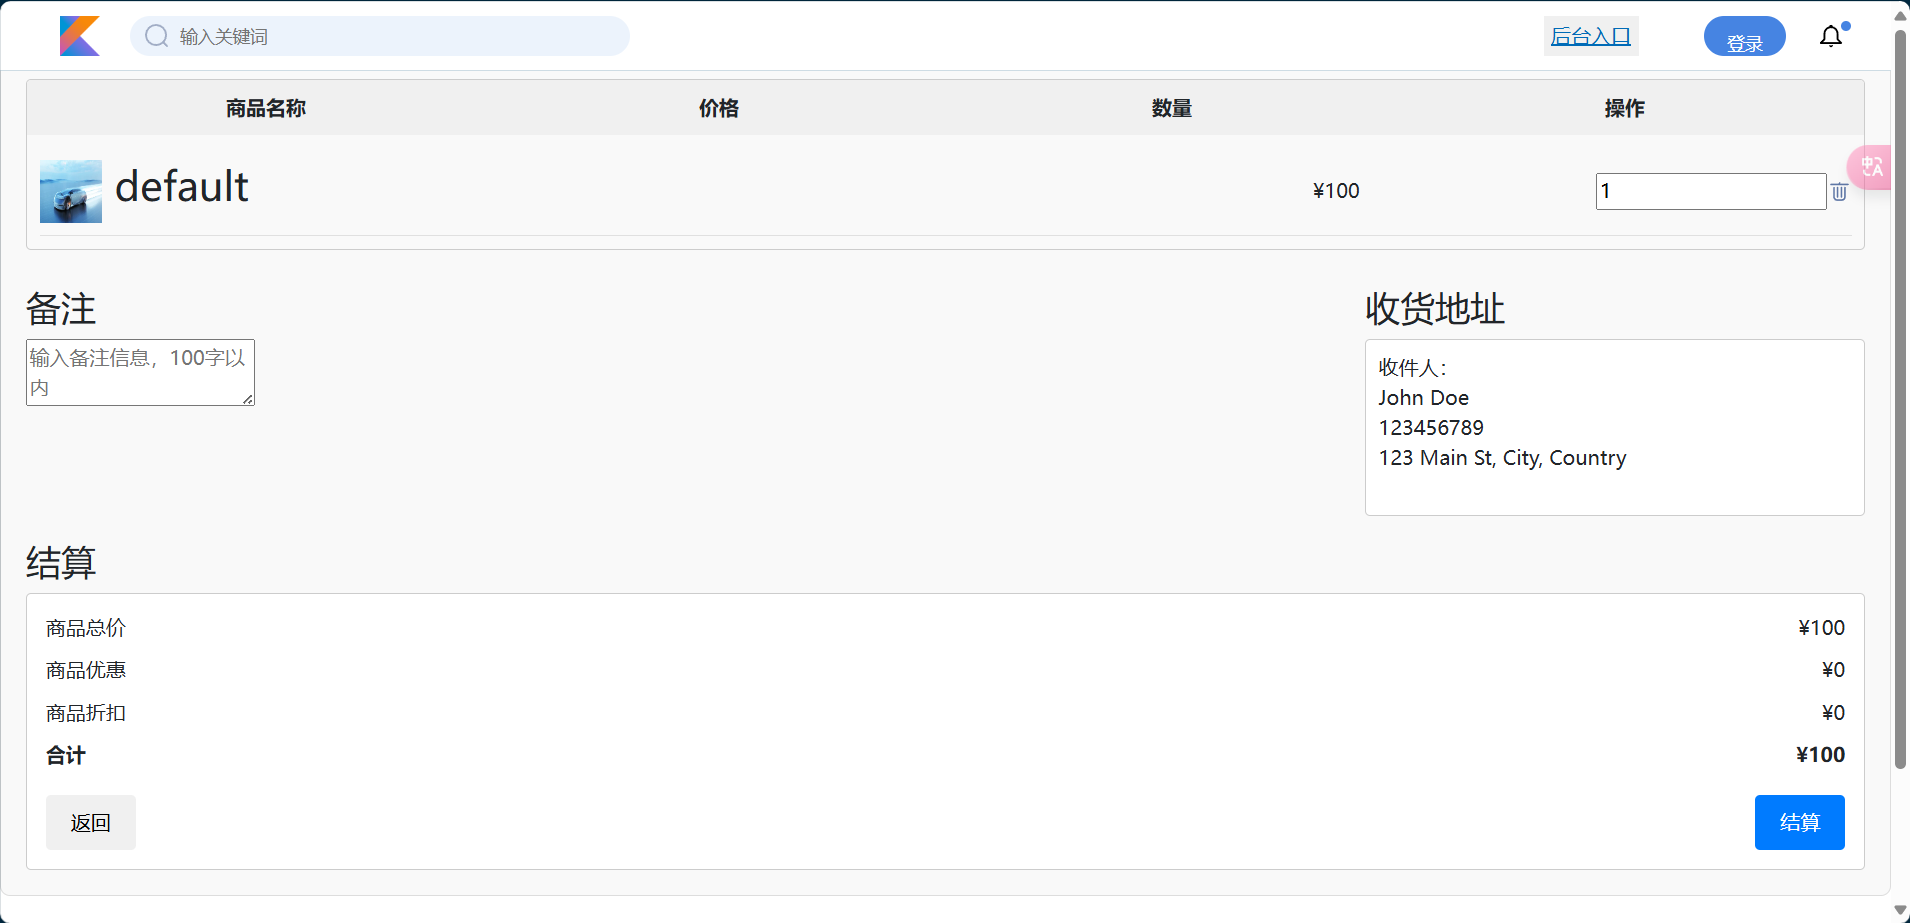 输入关键词
后台入口
登录
商品名称 价格 数量 操作
default ¥100 1
中A
备注
收货地址
输入备注信息，100字以
内
收件人：
John Doe
123456789
123 Main St, City, Country
结算
商品总价 ¥100
商品优惠 ¥0
商品折扣 ¥0
合计 ¥100
返回 结算